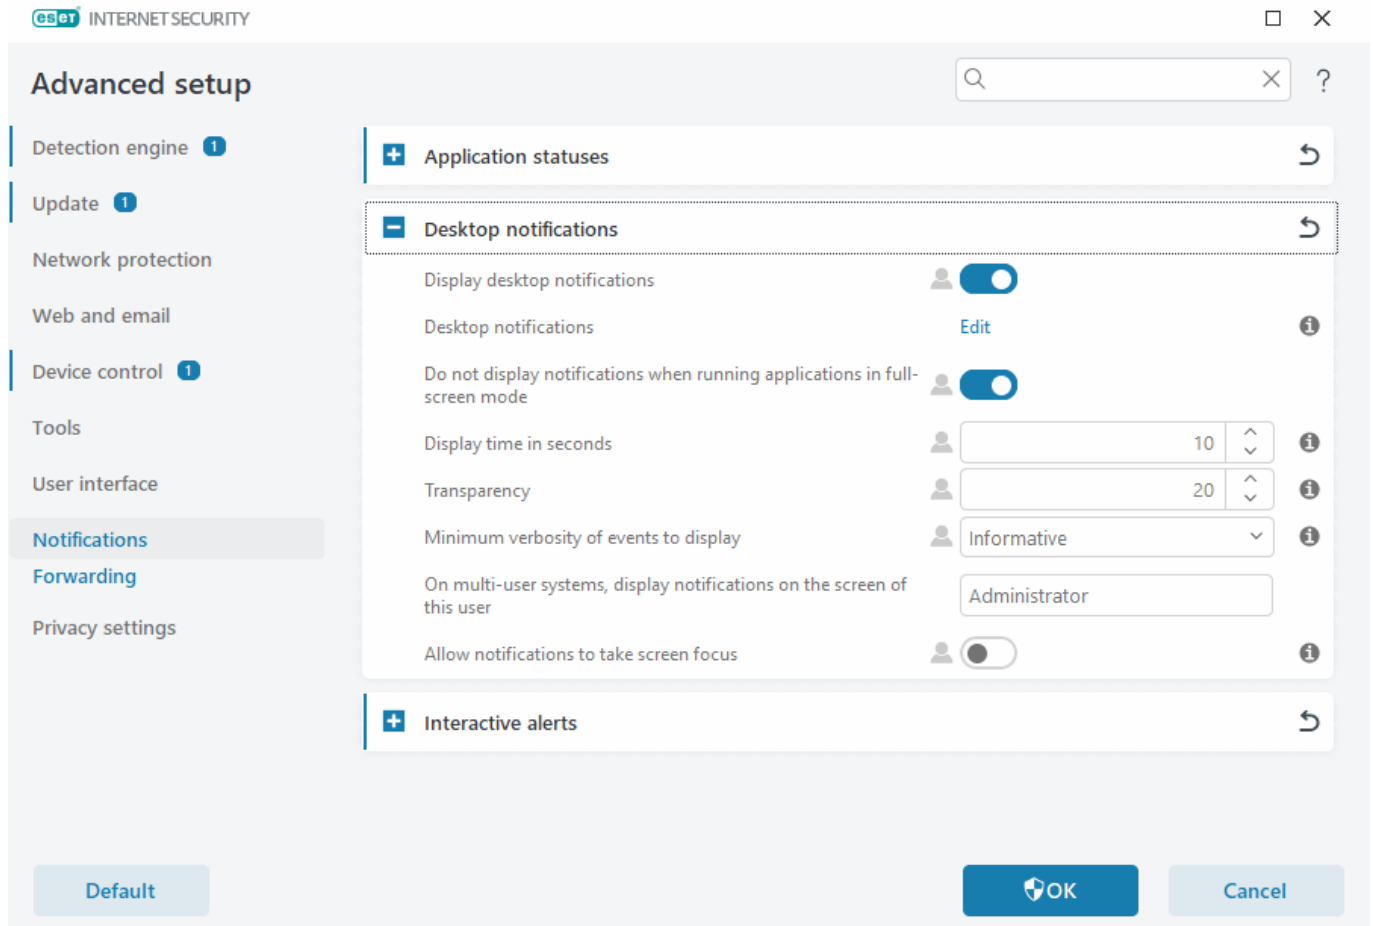 eset INTERNET SECURITY
Advanced setup
?
Detection engine 1
Update 1
Network protection
Web and email
Device control 1
Tools
User interface
Notifications
Forwarding
Privacy settings
Application statuses
Desktop notifications
Display desktop notifications
Desktop notifications Edit
Do not display notifications when running applications in full-
screen mode
Display time in seconds 10
Transparency 20
Minimum verbosity of events to display Informative
On multi-user systems, display notifications on the screen of
this user
Administrator
Allow notifications to take screen focus
Interactive alerts
Default
OK
Cancel